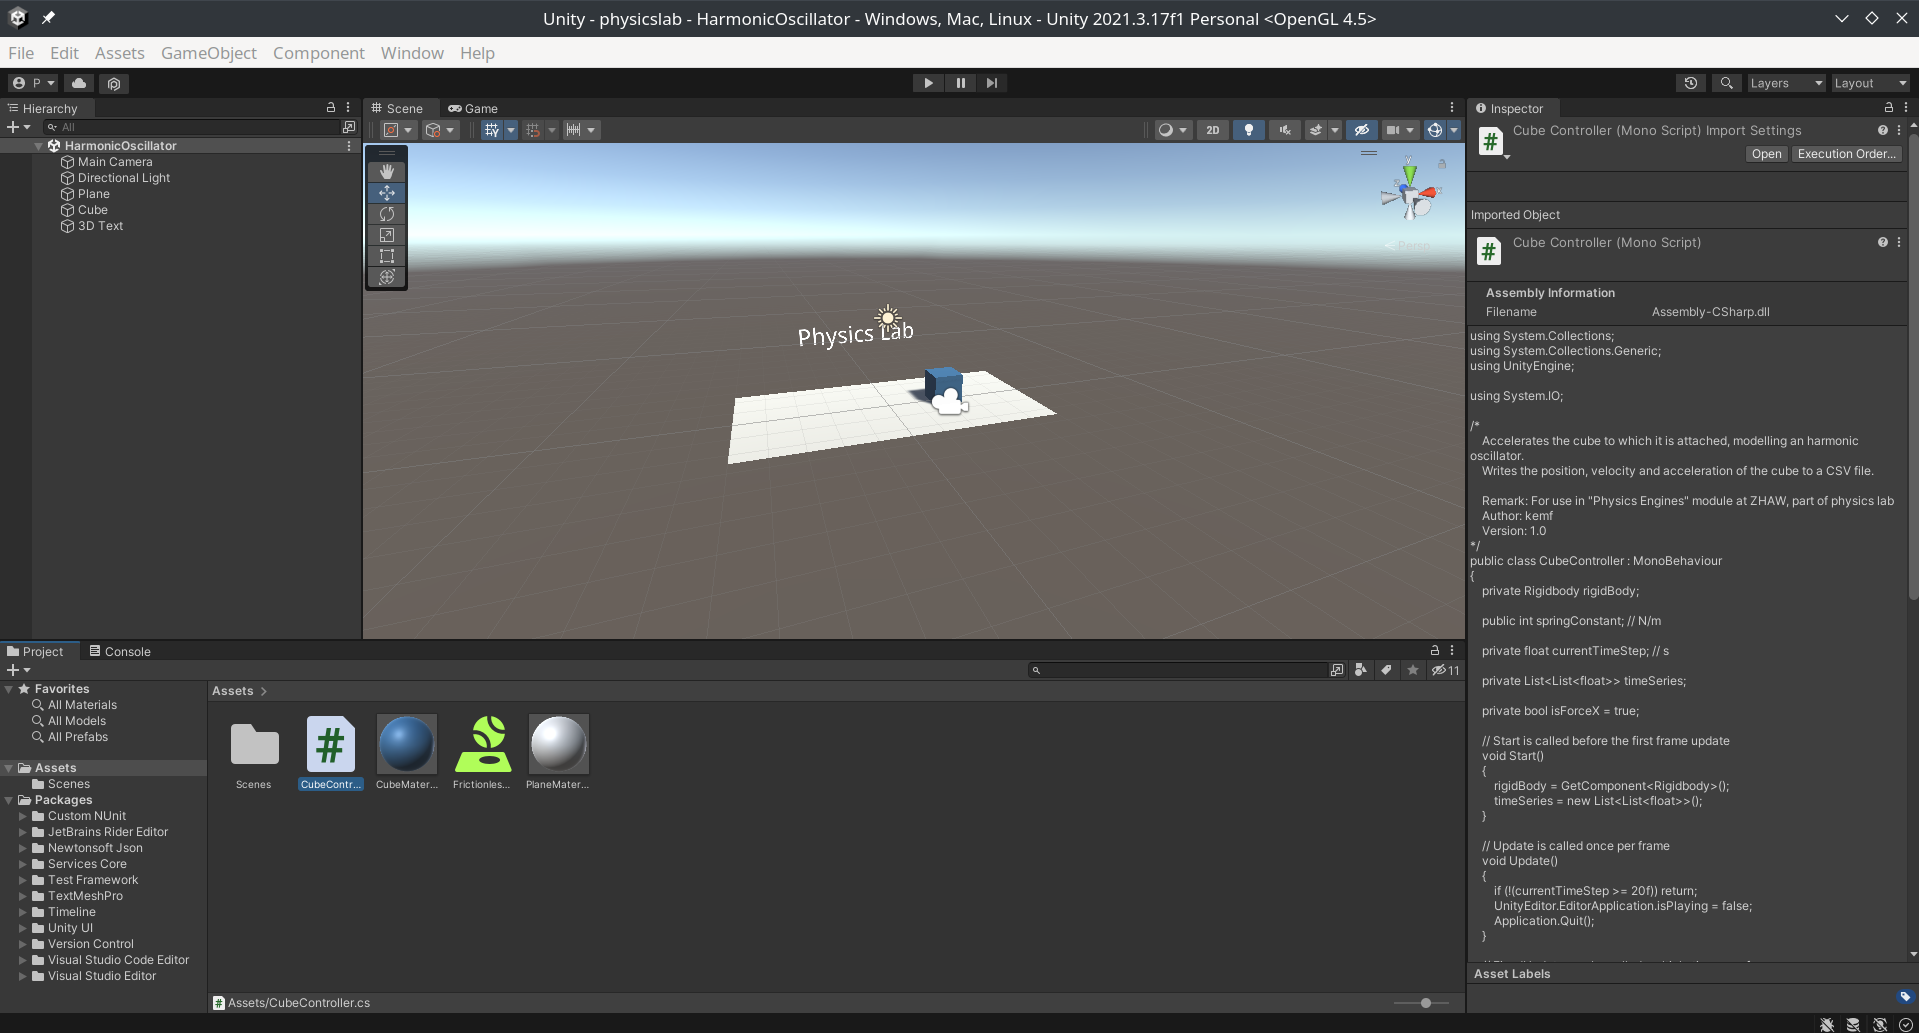 Unity - physicslab - HarmonicOscillator - Windows, Mac, Linux - Unity 2021.3.17f1 Personal <OpenGL 4.5>
File Edit Assets GameObject Component Window Help
P
Layers
Layout
Hierarchy
All
HarmonicOscillator
Main Camera
Directional Light
Plane
Cube
3D Text
Scene
Game
2D
y
Persp
Physics Lab
Inspector
Cube Controller (Mono Script) Import Settings
Open
Execution Order...
Imported Object
Cube Controller (Mono Script)
Assembly Information
Filename Assembly-CSharp.dll
using System.Collections;
using System.Collections.Generic;
using UnityEngine;
using System.IO;
/*
Accelerates the cube to which it is attached, modelling an harmonic
oscillator.
Writes the position, velocity and acceleration of the cube to a CSV file.
Remark: For use in "Physics Engines" module at ZHAW, part of physics lab
Author: kemf
Version: 1.0
*/
public class CubeController : MonoBehaviour
{
private Rigidbody rigidBody;
public int springConstant; // N/m
private float currentTimeStep; // s
private List<List<float>> timeSeries;
private bool isForceX = true;
// Start is called before the first frame update
void Start()
{
rigidBody = GetComponent<Rigidbody>();
timeSeries = new List<List<float>>();
}
// Update is called once per frame
void Update()
{
if (!(currentTimeStep >= 20f)) return;
UnityEditor.EditorApplication.isPlaying = false;
Application.Quit();
}
Asset Labels
Project
Console
11
Favorites
All Materials
All Models
All Prefabs
Assets
Scenes
Packages
Custom NUnit
JetBrains Rider Editor
Newtonsoft Json
Services Core
Test Framework
TextMeshPro
Timeline
Unity UI
Version Control
Visual Studio Code Editor
Visual Studio Editor
Assets >
Scenes
CubeContr...
CubeMater...
Frictionles...
PlaneMater...
Assets/CubeController.cs